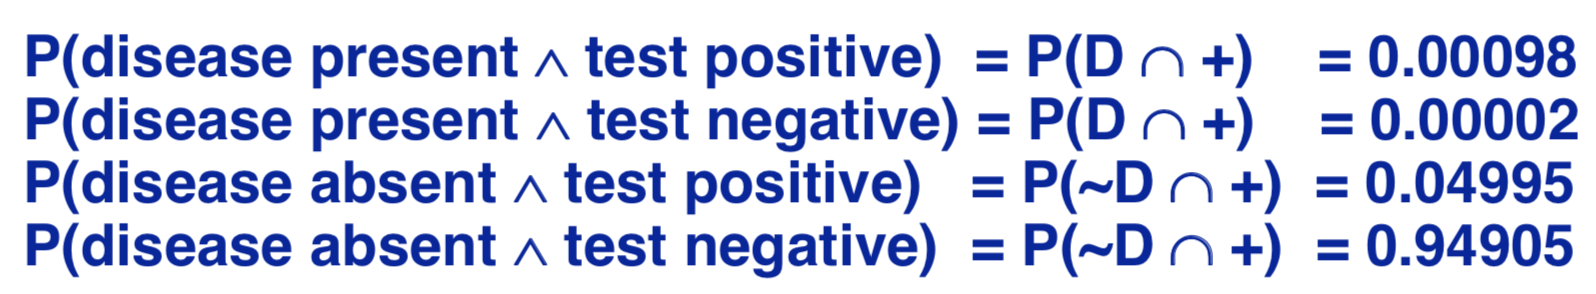 P(disease present ∧ test positive) = P(D ∩ +) = 0.00098
P(disease present ∧ test negative) = P(D ∩ +) = 0.00002
P(disease absent ∧ test positive) = P(~D ∩ +) = 0.04995
P(disease absent ∧ test negative) = P(~D ∩ +) = 0.94905